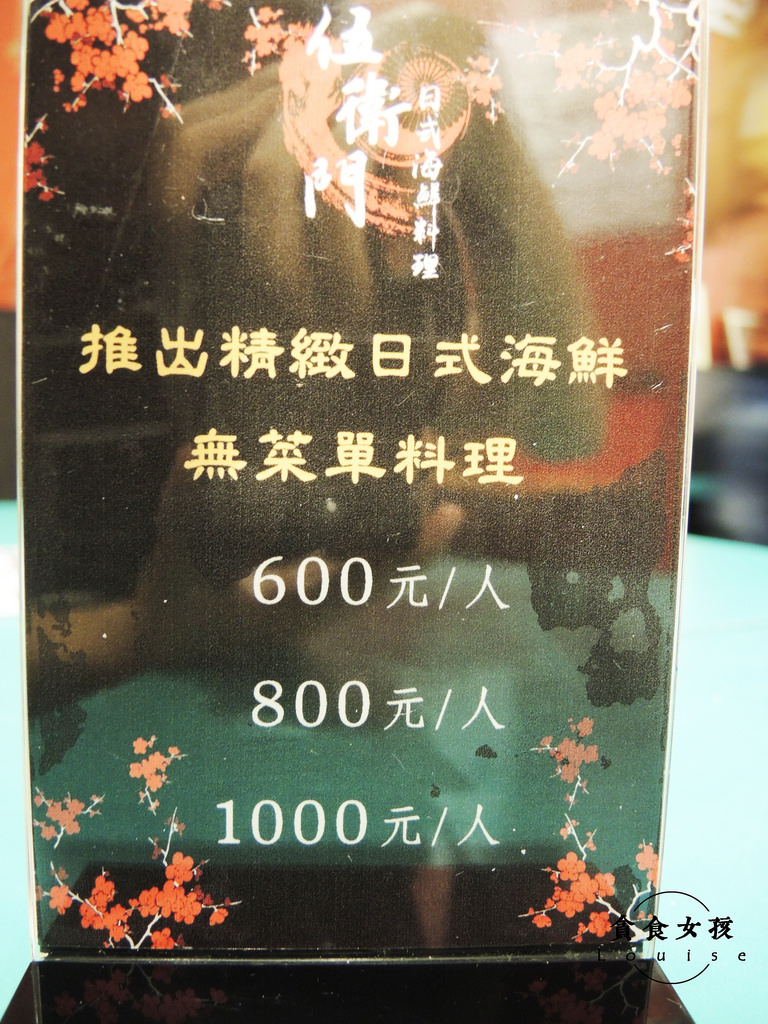 伍衛門
日式海鮮料理
推出精緻日式海鮮
無菜單料理
600元/人
800元/人
1000元/人
貪食女孩
Louise